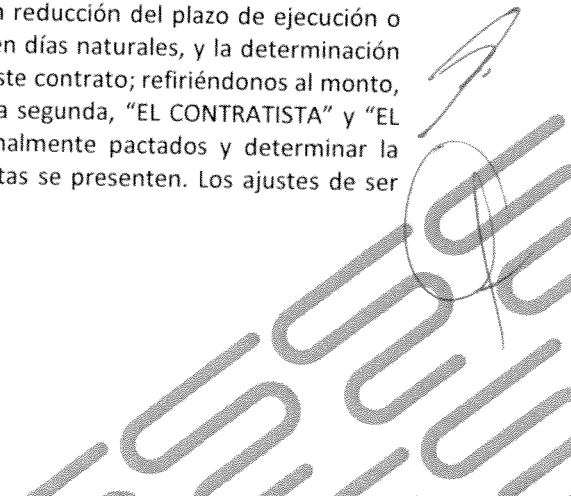 reducción del plazo de ejecución o
en días naturales, y la determinación
ste contrato; refiriéndonos al monto,
a segunda, “EL CONTRATISTA” y “EL
nalmente pactados y determinar la
tas se presenten. Los ajustes de ser